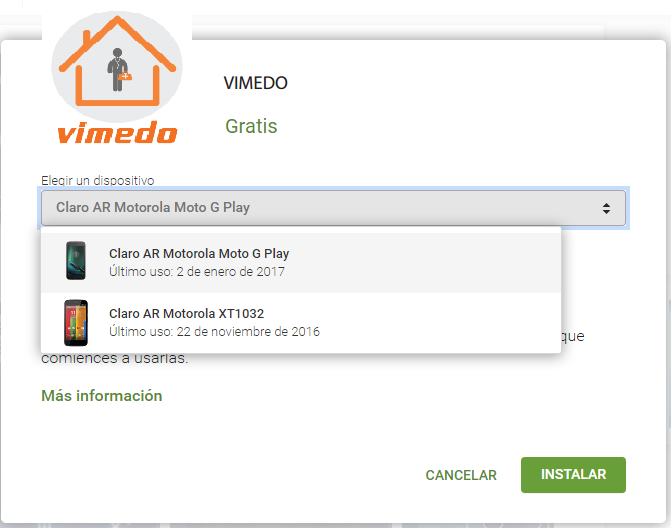 vimedo
VIMEDO
Gratis
Elegir un dispositivo
Claro AR Motorola Moto G Play
Claro AR Motorola Moto G Play
Último uso: 2 de enero de 2017
Claro AR Motorola XT1032
Último uso: 22 de noviembre de 2016
que
comiences a usarlas.
Más información
CANCELAR
INSTALAR